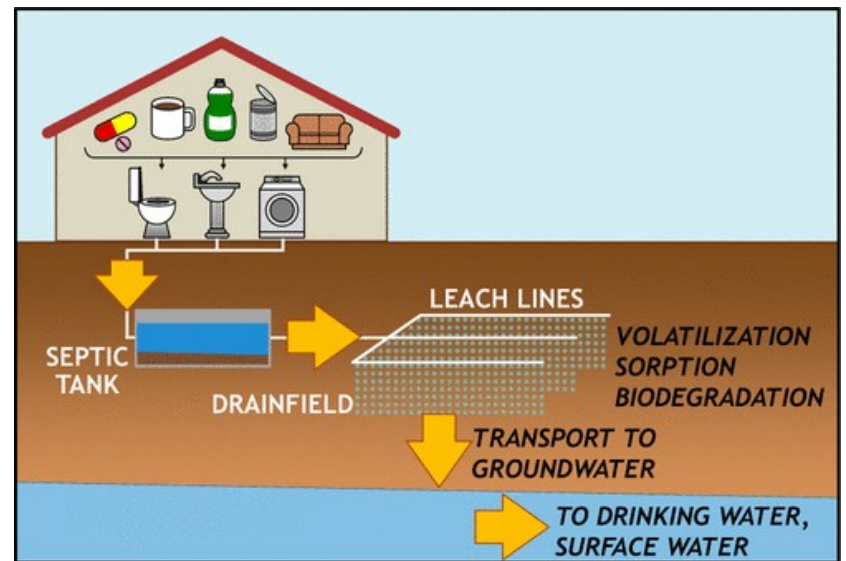 LEACH LINES
SEPTIC
TANK
DRAINFIELD
VOLATILIZATION
SORPTION
BIODEGRADATION
TRANSPORT TO
GROUNDWATER
TO DRINKING WATER,
SURFACE WATER